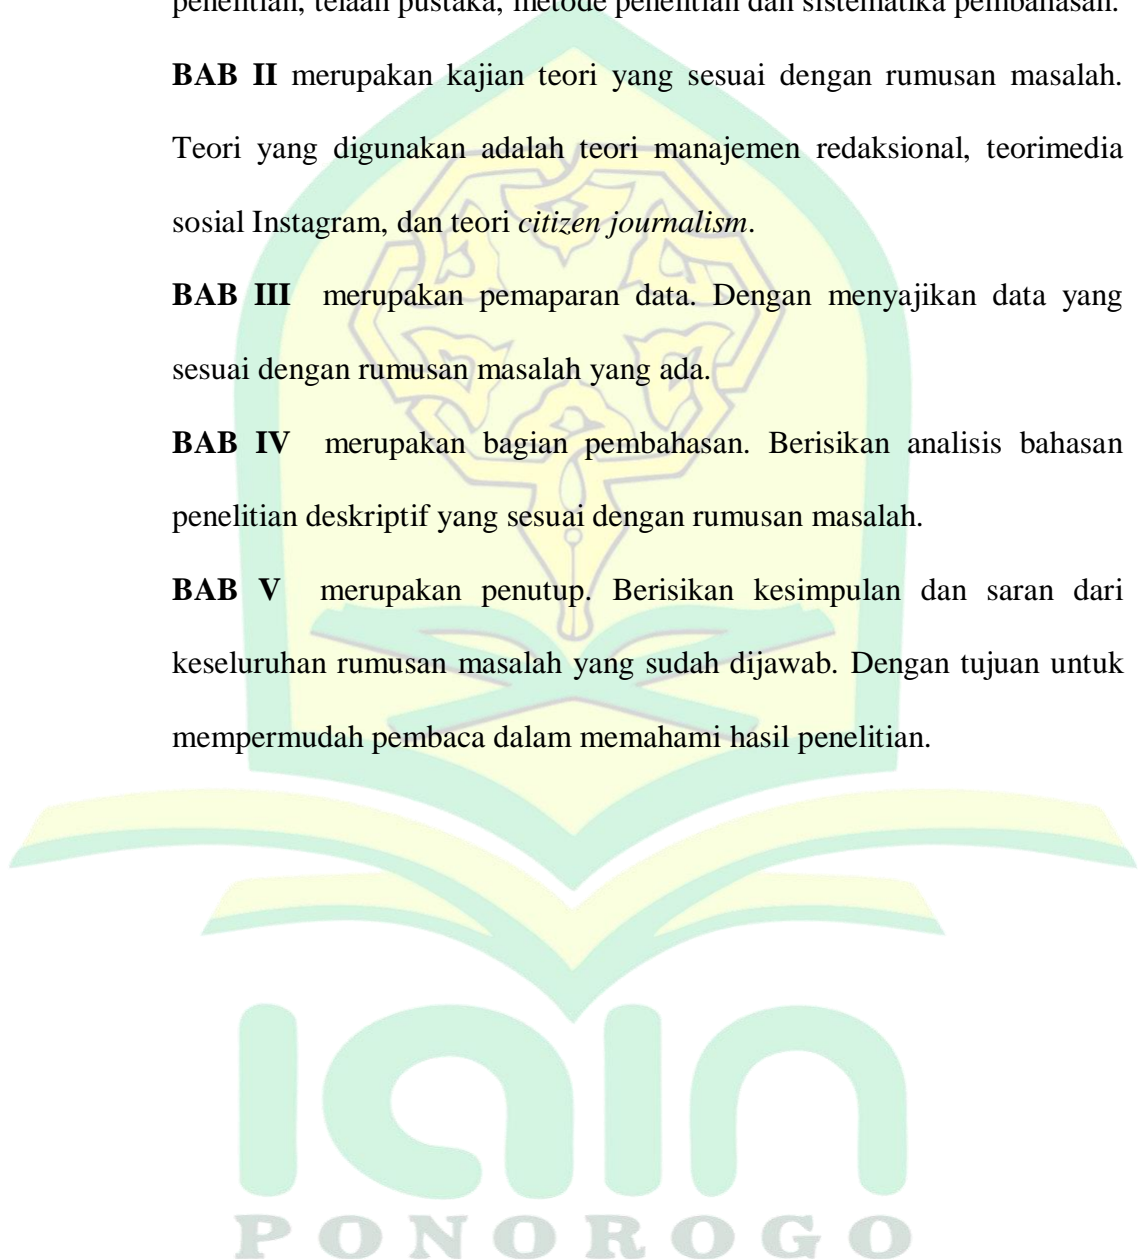 penelitian, telaah pustaka, metode penelitian dan sistematika pembahasan.
BAB II merupakan kajian teori yang sesuai dengan rumusan masalah.
Teori yang digunakan adalah teori manajemen redaksional, teorimedia
sosial Instagram, dan teori citizen journalism.
BAB III merupakan pemaparan data. Dengan menyajikan data yang
sesuai dengan rumusan masalah yang ada.
BAB IV merupakan bagian pembahasan. Berisikan analisis bahasan
penelitian deskriptif yang sesuai dengan rumusan masalah.
BAB V merupakan penutup. Berisikan kesimpulan dan saran dari
keseluruhan rumusan masalah yang sudah dijawab. Dengan tujuan untuk
mempermudah pembaca dalam memahami hasil penelitian.
iain
PONOROGO